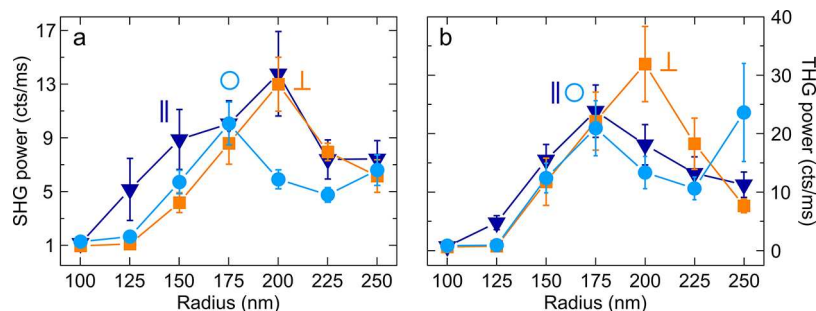 a
17
13
9
5
1
SHG power (cts/ms)
||
○
⊥
100 125 150 175 200 225 250
Radius (nm)
b
||○
⊥
40
30
20
10
0
THG power (cts/ms)
100 125 150 175 200 225 250
Radius (nm)